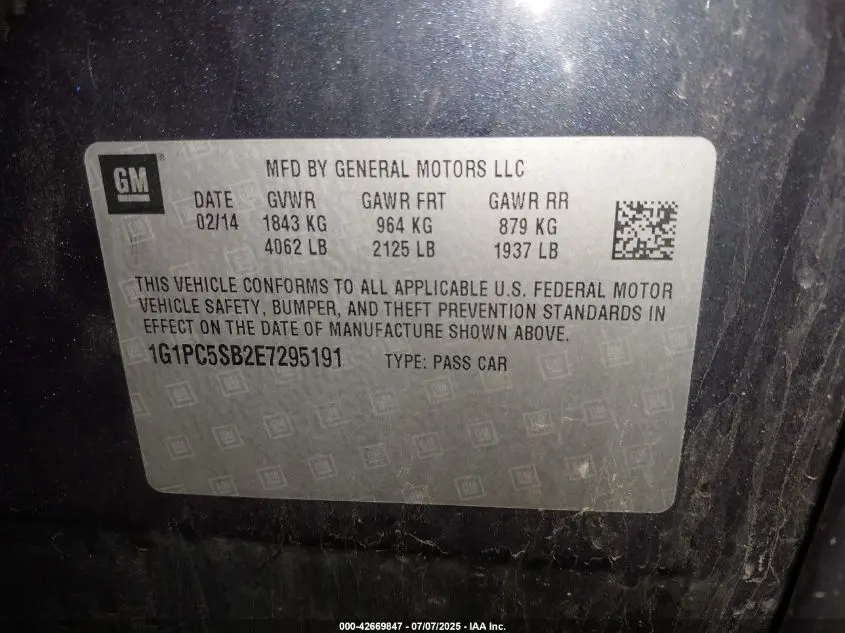 GM
MFD BY GENERAL MOTORS LLC
DATE GVWR GAWR FRT GAWR RR
02/14 1843 KG 964 KG 879 KG
4062 LB 2125 LB 1937 LB
THIS VEHICLE CONFORMS TO ALL APPLICABLE U.S. FEDERAL MOTOR
VEHICLE SAFETY, BUMPER, AND THEFT PREVENTION STANDARDS IN
EFFECT ON THE DATE OF MANUFACTURE SHOWN ABOVE.
1G1PC5SB2E7295191 TYPE: PASS CAR
000-42669847 - 07/07/2025 - IAA Inc.